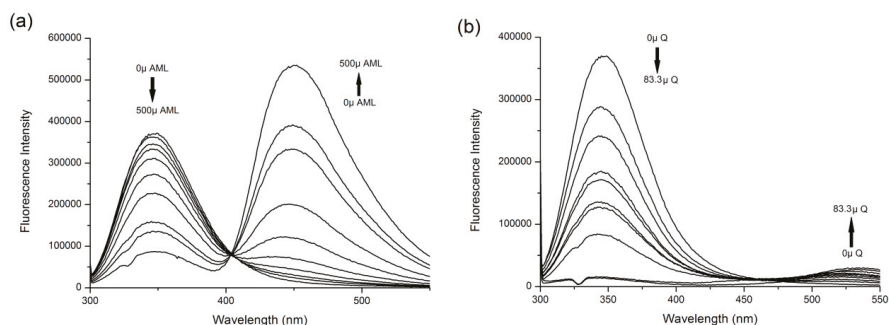 (a)
600000
500000
400000
300000
200000
100000
0
300
400
500
Fluorescence Intensity
Wavelength (nm)
0µ AML
500µ AML
500µ AML
0µ AML
(b)
400000
300000
200000
100000
0
300
350
400
450
500
550
Fluorescence Intensity
Wavelength (nm)
0µ Q
83.3µ Q
83.3µ Q
0µ Q